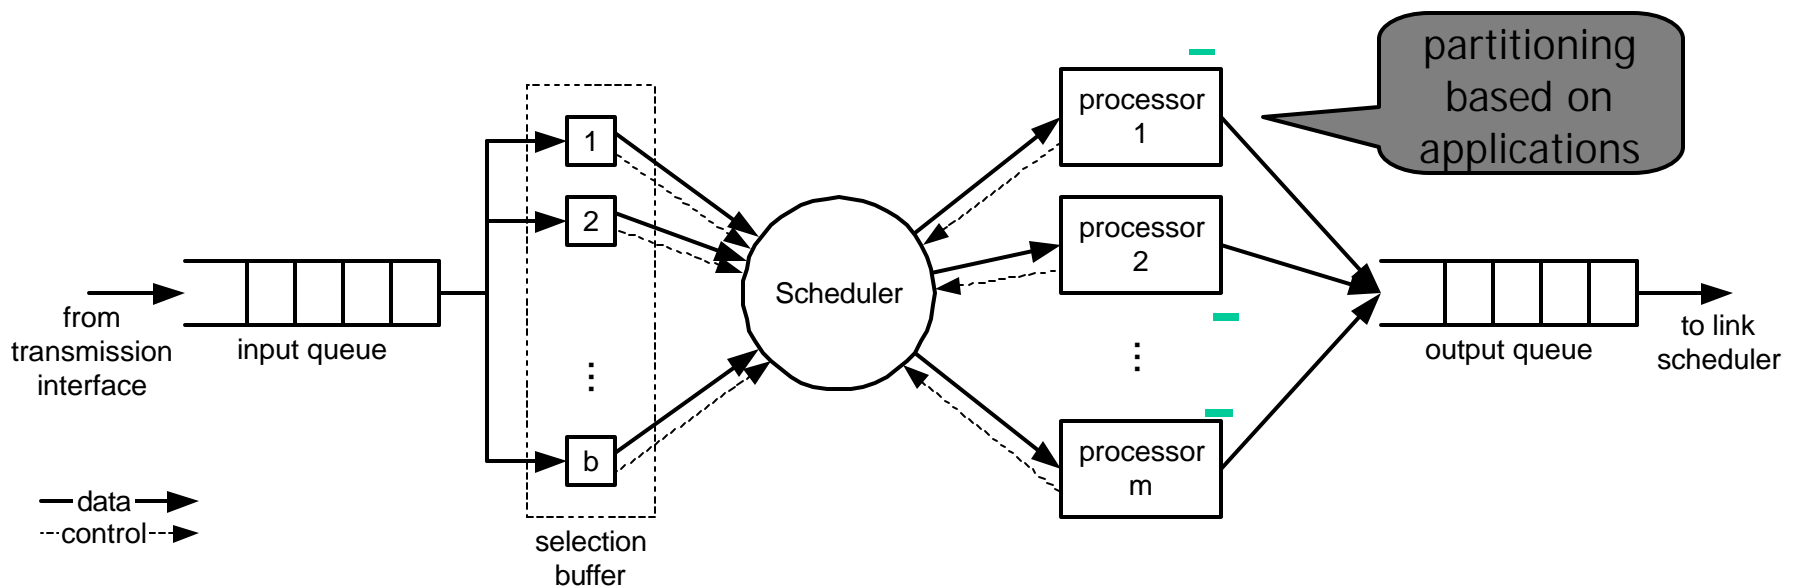 partitioning
based on
applications
processor
1
1
2
processor
2
Scheduler
from
transmission
interface
input queue
output queue
to link
scheduler
...
...
b
processor
m
data
control
selection
buffer